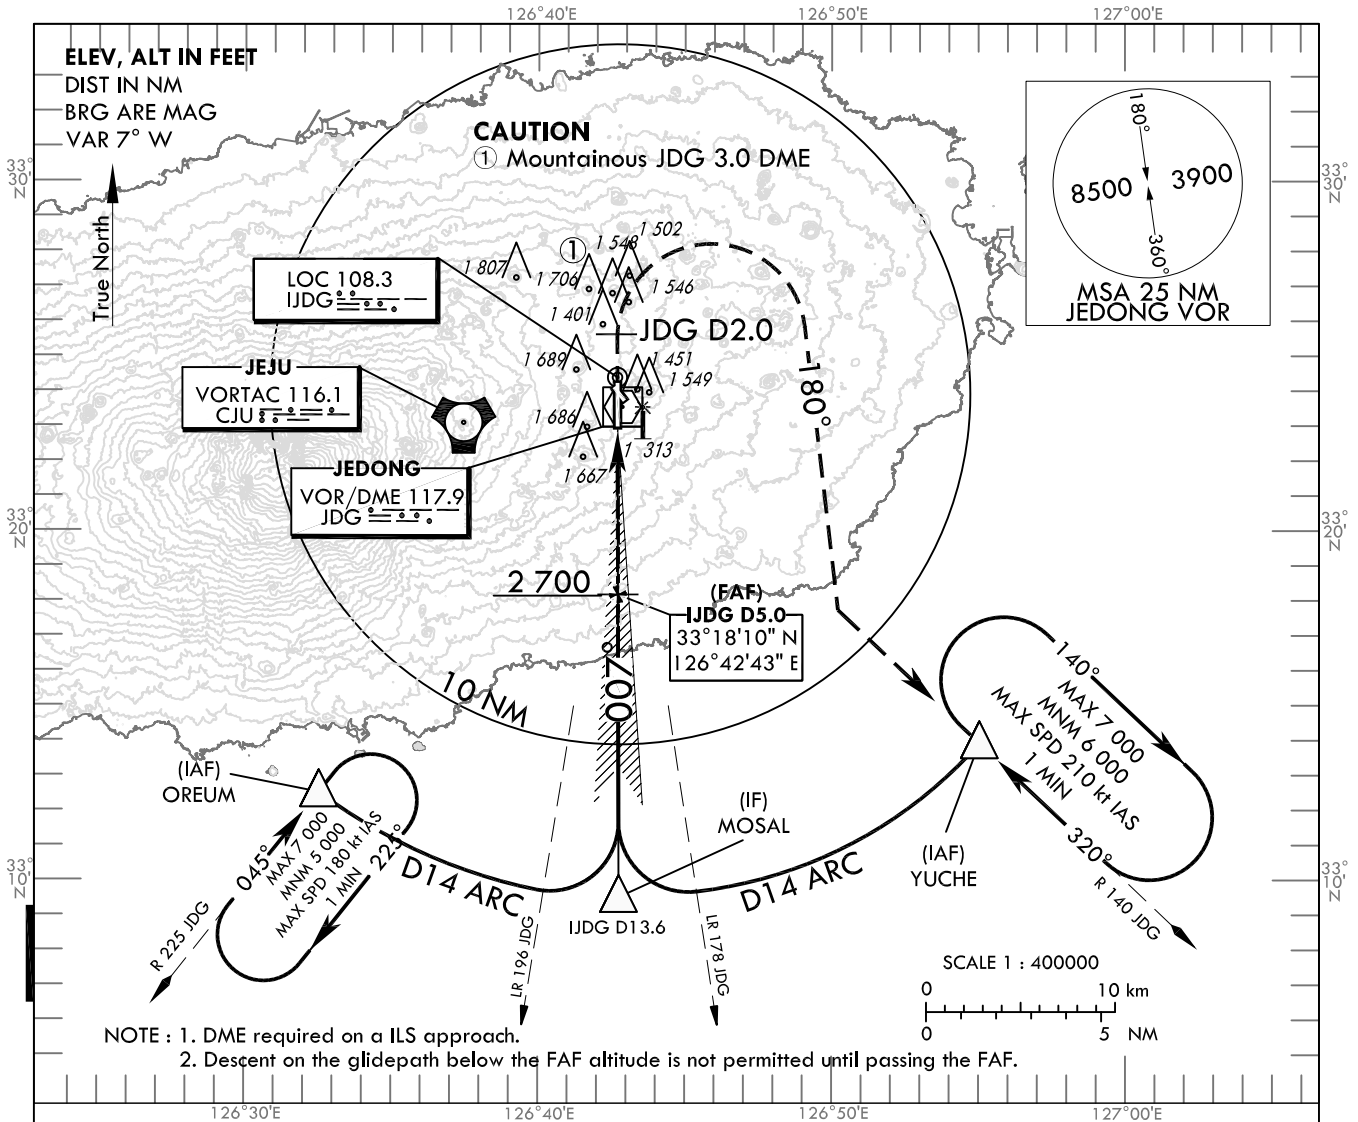 126°40'E
126°50'E
127°00'E
ELEV, ALT IN FEET
DIST IN NM
BRG ARE MAG
VAR 7° W
True North
33°
30'
N
33°
30'
N
CAUTION
① Mountainous JDG 3.0 DME
180°
8500
3900
360°
MSA 25 NM
JEDONG VOR
1 502
1 548
①
1 807
1 706
1 546
1 401
LOC 108.3
IJDG
JDG D2.0
1 689
1 451
1 549
JEJU
VORTAC 116.1
CJU
180°
1 686
1 313
1 667
JEDONG
VOR/DME 117.9
JDG
33°
20'
N
33°
20'
N
2 700
(FAF)
IJDG D5.0
33°18'10" N
126°42'43" E
007°
10 NM
140°
MAX 7 000
MNM 6 000
MAX SPD 210 kt IAS
1 MIN
320°
(IAF)
OREUM
(IF)
MOSAL
(IAF)
YUCHE
045°
MAX 7 000
MNM 5 000
MAX SPD 180 kt IAS
1 MIN
225°
D14 ARC
D14 ARC
33°
10'
N
33°
10'
N
R 225 JDG
R 140 JDG
IJDG D13.6
LR 196 JDG
LR 178 JDG
SCALE 1 : 400000
0
10 km
0
5
NM
NOTE : 1. DME required on a ILS approach.
2. Descent on the glidepath below the FAF altitude is not permitted until passing the FAF.
126°30'E
126°40'E
126°50'E
127°00'E